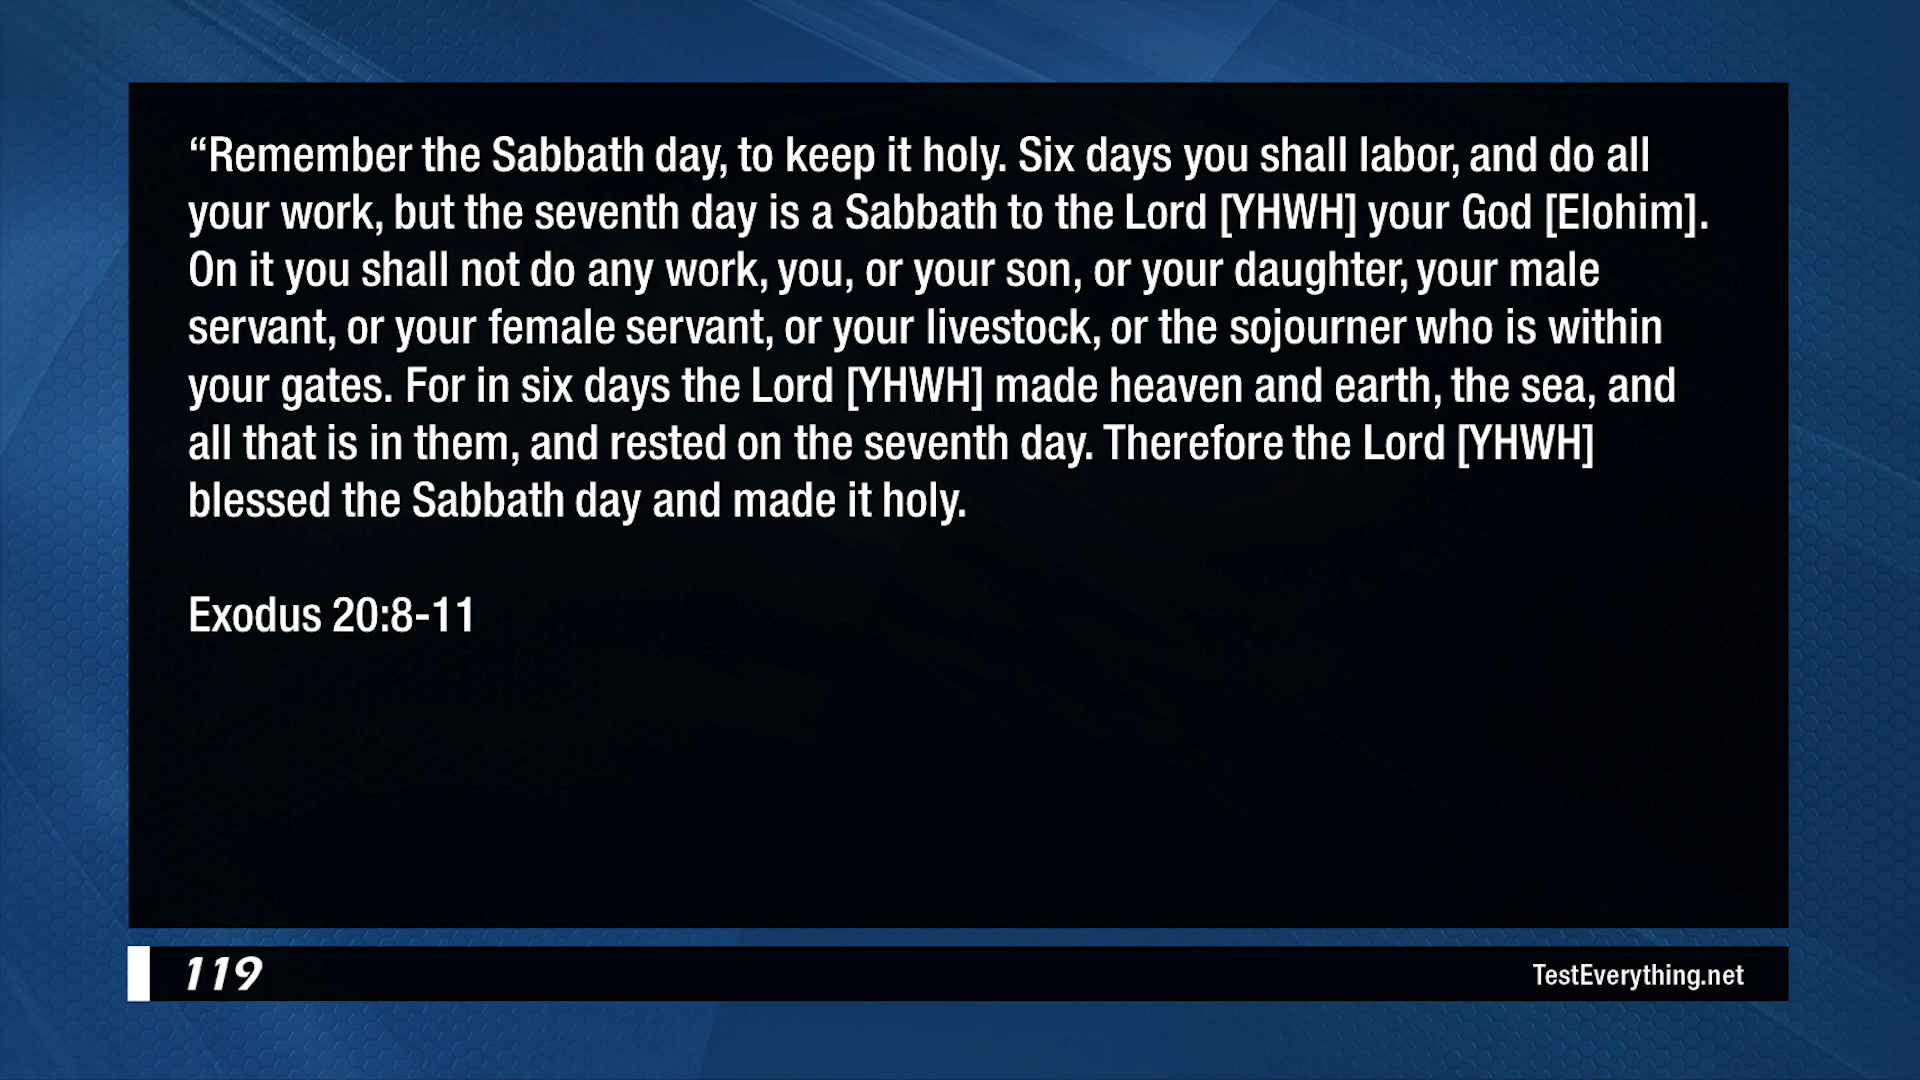 “Remember the Sabbath day, to keep it holy. Six days you shall labor, and do all
your work, but the seventh day is a Sabbath to the Lord [YHWH] your God [Elohim].
On it you shall not do any work, you, or your son, or your daughter, your male
servant, or your female servant, or your livestock, or the sojourner who is within
your gates. For in six days the Lord [YHWH] made heaven and earth, the sea, and
all that is in them, and rested on the seventh day. Therefore the Lord [YHWH]
blessed the Sabbath day and made it holy.
Exodus 20:8-11
119
TestEverything.net